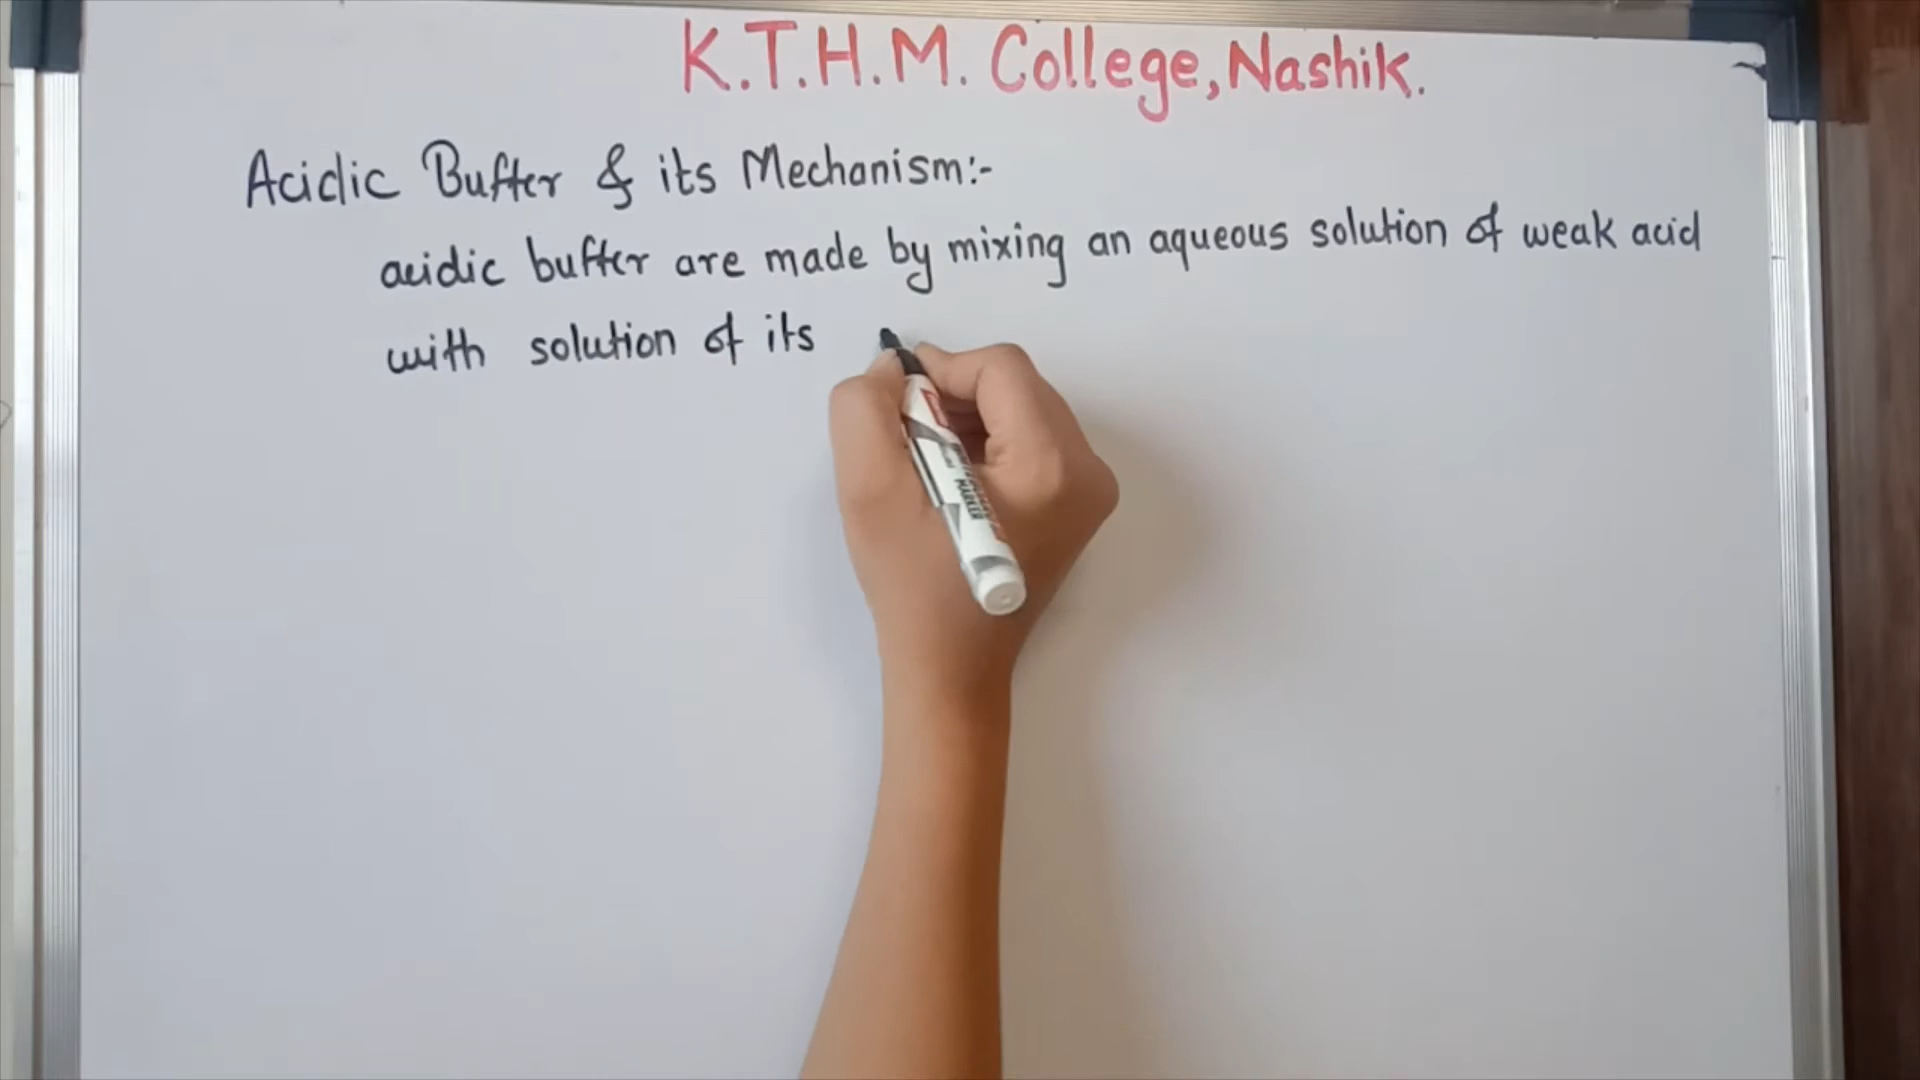 K.T.H.M. College, Nashik.
Acidic Buffer & its Mechanism:-
acidic buffer are made by mixing an aqueous solution of weak acid
with solution of its
MARKER